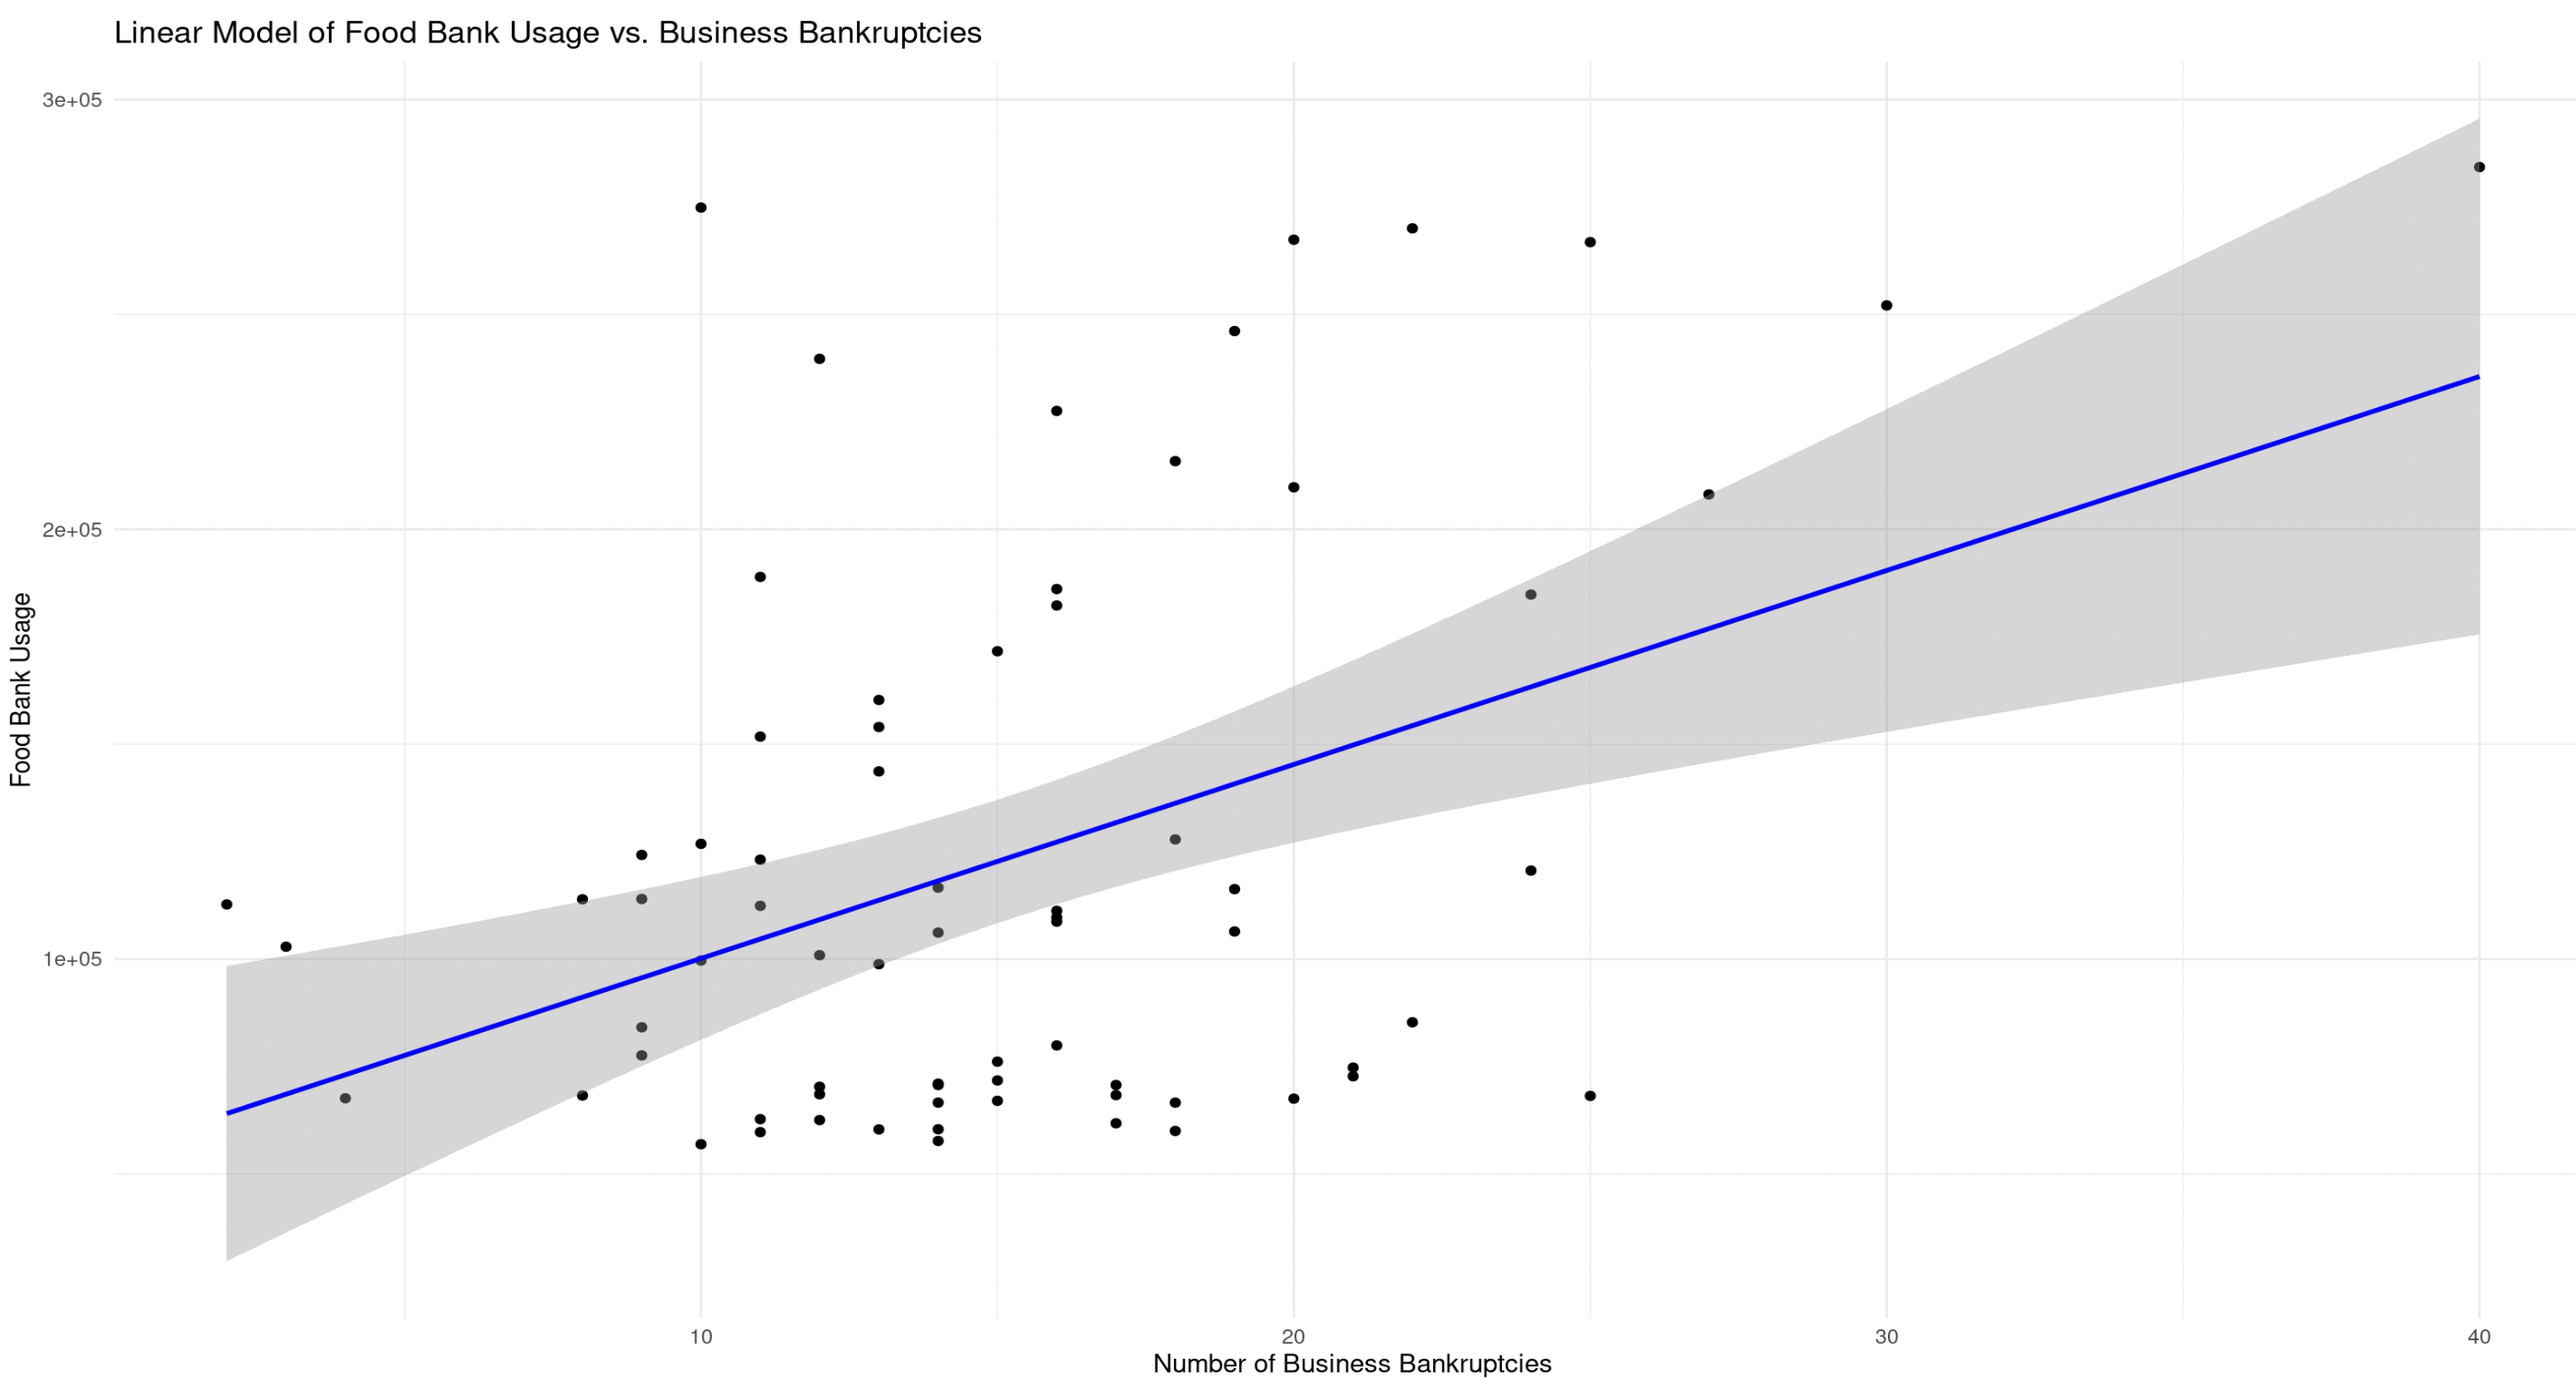 Linear Model of Food Bank Usage vs. Business Bankruptcies
3e+05
2e+05
1e+05
Food Bank Usage
10 20 30 40
Number of Business Bankruptcies